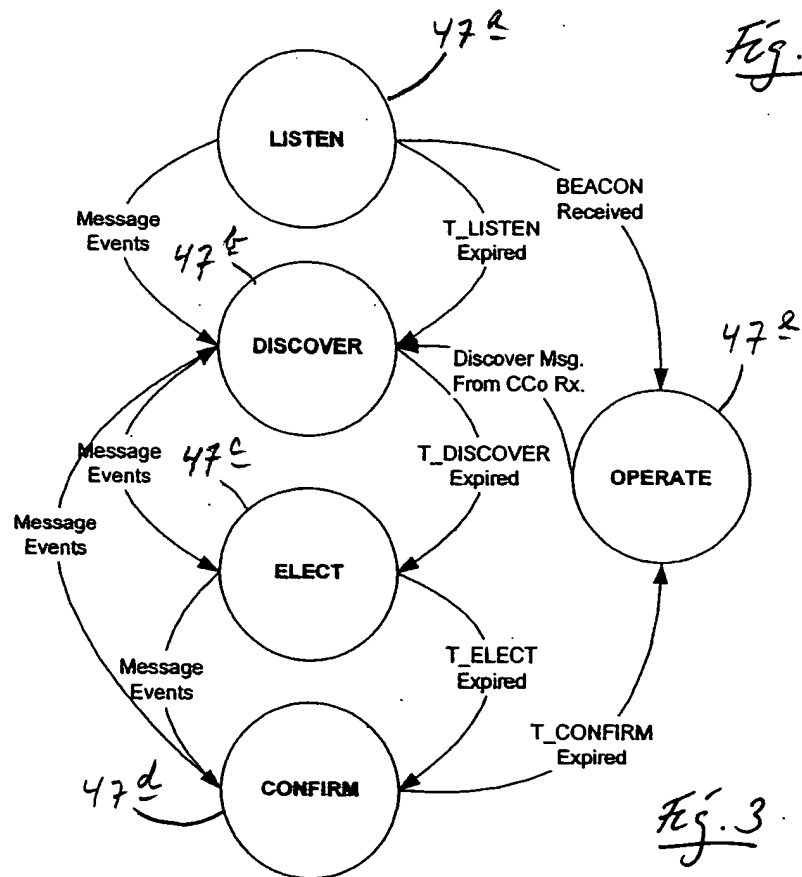 47a
Fig.
LISTEN
BEACON
Received
Message
Events
T_LISTEN
Expired
47b
47e
DISCOVER
Discover Msg.
From CCo Rx.
Message
Events
47c
T_DISCOVER
Expired
OPERATE
Message
Events
ELECT
Message
Events
T_ELECT
Expired
T_CONFIRM
Expired
47d
CONFIRM
Fig. 3